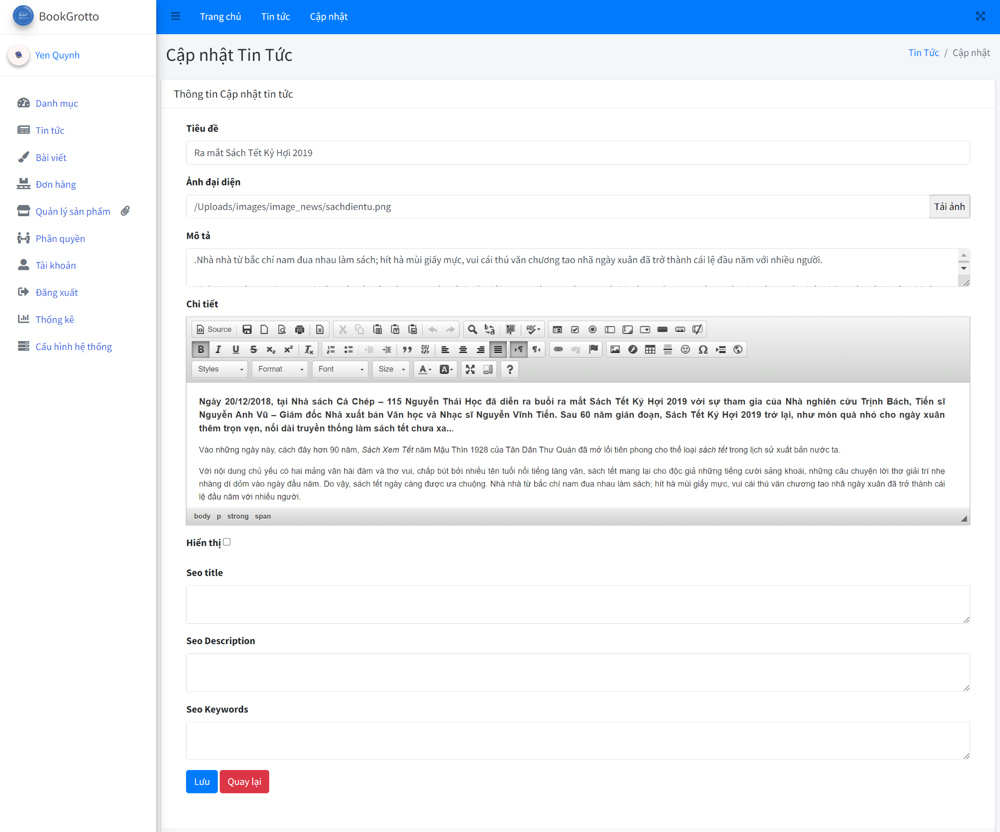 BookGrotto
Trang chủ Tin tức Cập nhật
Yen Quynh
Cập nhật Tin Tức
Tin Tức / Cập nhật
Danh mục
Tin tức
Bài viết
Đơn hàng
Quản lý sản phẩm
Phân quyền
Tài khoản
Đăng xuất
Thống kê
Cấu hình hệ thống
Thông tin Cập nhật tin tức
Tiêu đề
Ra mắt Sách Tết Kỷ Hợi 2019
Ảnh đại diện
/Uploads/images/image_news/sachdientu.png
Tải ảnh
Mô tả
.Nhà nhà từ bắc chí nam đua nhau làm sách; hít hà mùi giấy mực, vui cái thú văn chương tao nhã ngày xuân đã trở thành cái lệ đầu năm với nhiều người.
Chi tiết
Source
Styles Format Font Size
Ngày 20/12/2018, tại Nhà sách Cá Chép – 115 Nguyễn Thái Học đã diễn ra buổi ra mắt Sách Tết Kỷ Hợi 2019 với sự tham gia của Nhà nghiên cứu Trịnh Bách, Tiến sĩ
Nguyễn Anh Vũ – Giám đốc Nhà xuất bản Văn học và Nhạc sĩ Nguyễn Vĩnh Tiến. Sau 60 năm gián đoạn, Sách Tết Kỷ Hợi 2019 trở lại, như món quà nhỏ cho ngày xuân
thêm trọn vẹn, nối dài truyền thống làm sách tết chưa xa...
Vào những ngày này, cách đây hơn 90 năm, Sách Xem Tết năm Mậu Thìn 1928 của Tân Dân Thư Quán đã mở lối tiên phong cho thể loại sách tết trong lịch sử xuất bản nước ta.
Với nội dung chủ yếu có hai mảng văn hài đàm và thơ vui, chấp bút bởi nhiều tên tuổi nổi tiếng làng văn, sách tết mang lại cho độc giả những tiếng cười sảng khoái, những câu chuyện lời thơ giải trí nhẹ
nhàng dí dỏm vào ngày đầu năm. Do vậy, sách tết ngày càng được ưa chuộng. Nhà nhà từ bắc chí nam đua nhau làm sách; hít hà mùi giấy mực, vui cái thú văn chương tao nhã ngày xuân đã trở thành cái
lệ đầu năm với nhiều người.
body p strong span
Hiển thị
Seo title
Seo Description
Seo Keywords
Lưu Quay lại